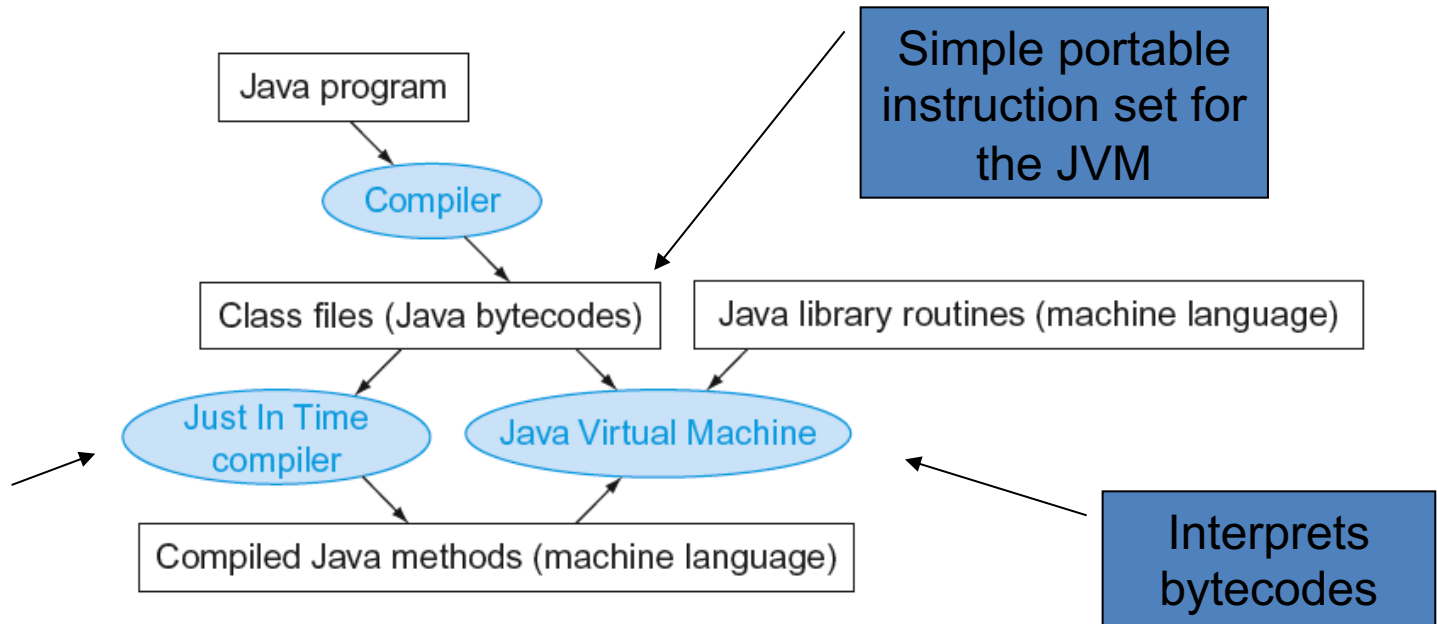 Simple portable
instruction set for
the JVM
Java program
Compiler
Class files (Java bytecodes)
Java library routines (machine language)
Just In Time
compiler
Java Virtual Machine
Compiled Java methods (machine language)
Interprets
bytecodes